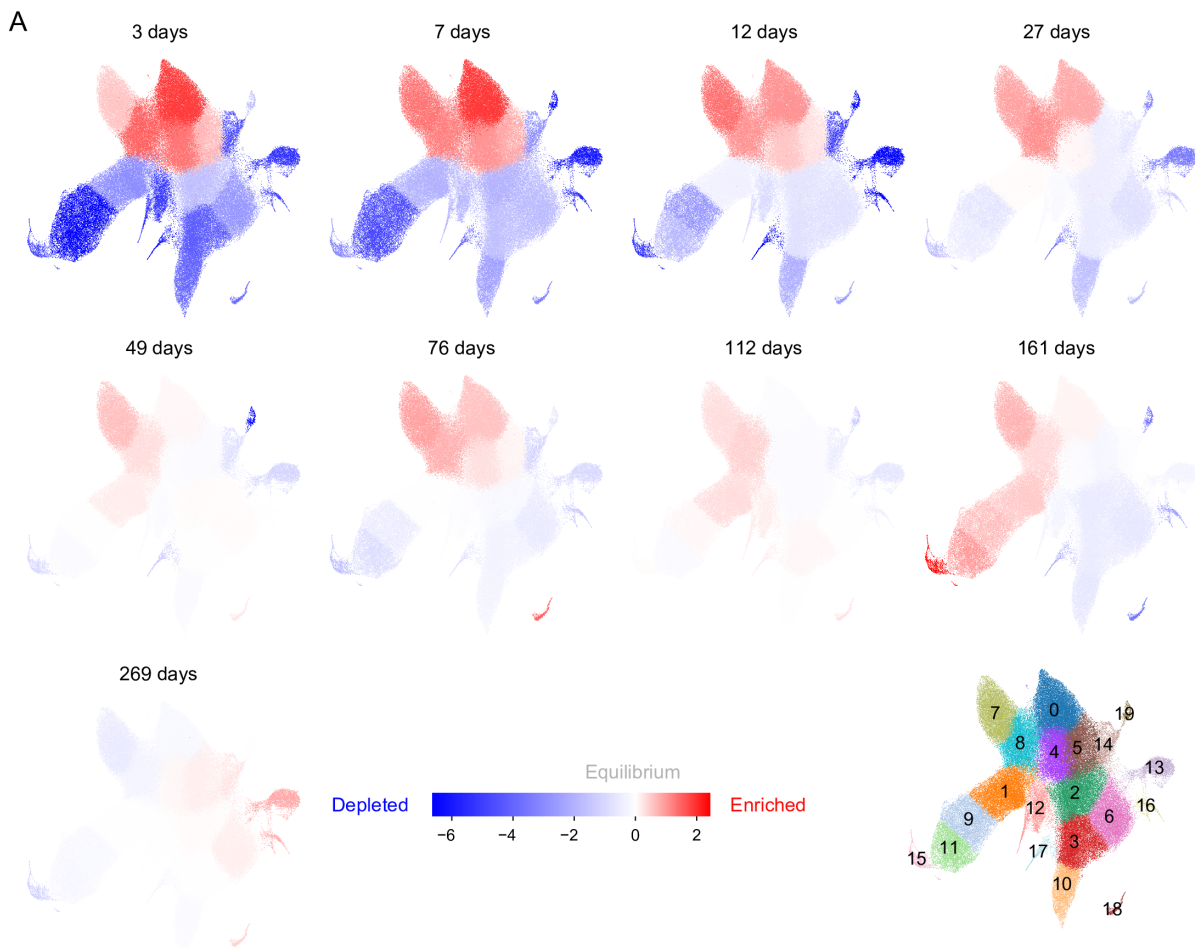 A
3 days 7 days 12 days 27 days
49 days 76 days 112 days 161 days
269 days
Equilibrium
Depleted Enriched
−6 −4 −2 0 2
7 0 19
8 4 5 14
13
1 12 2 16
9 6
11 17 3
15
10
18